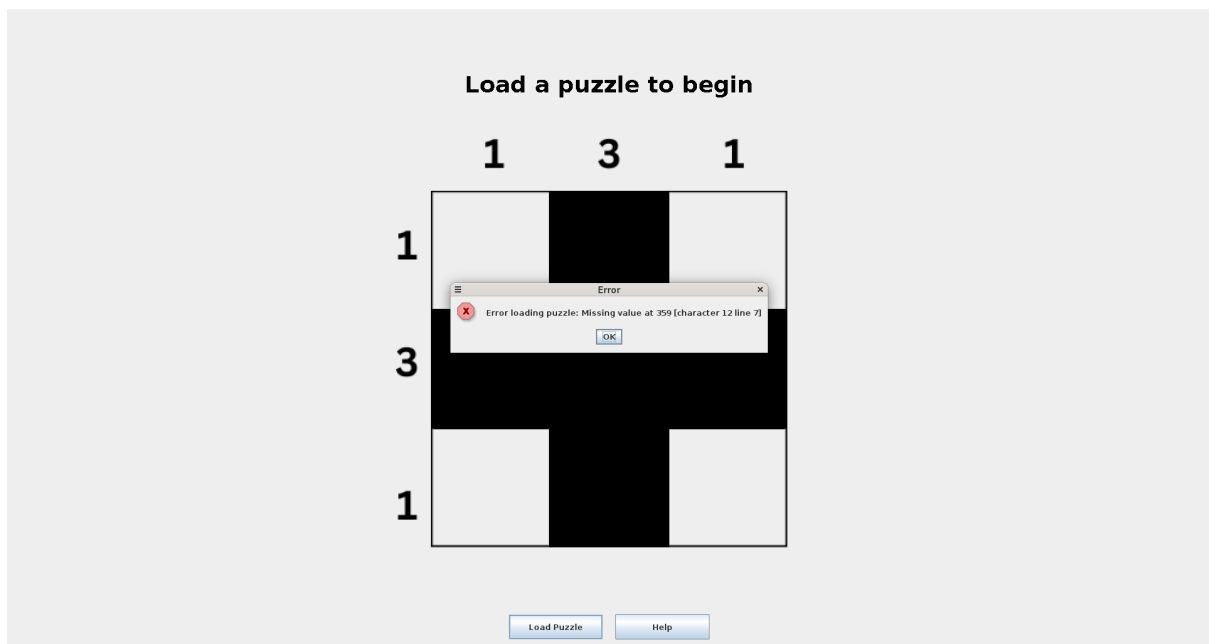 Load a puzzle to begin
1 3 1
1
Error
Error loading puzzle: Missing value at 359 [character 12 line 7]
OK
3
1
Load Puzzle Help